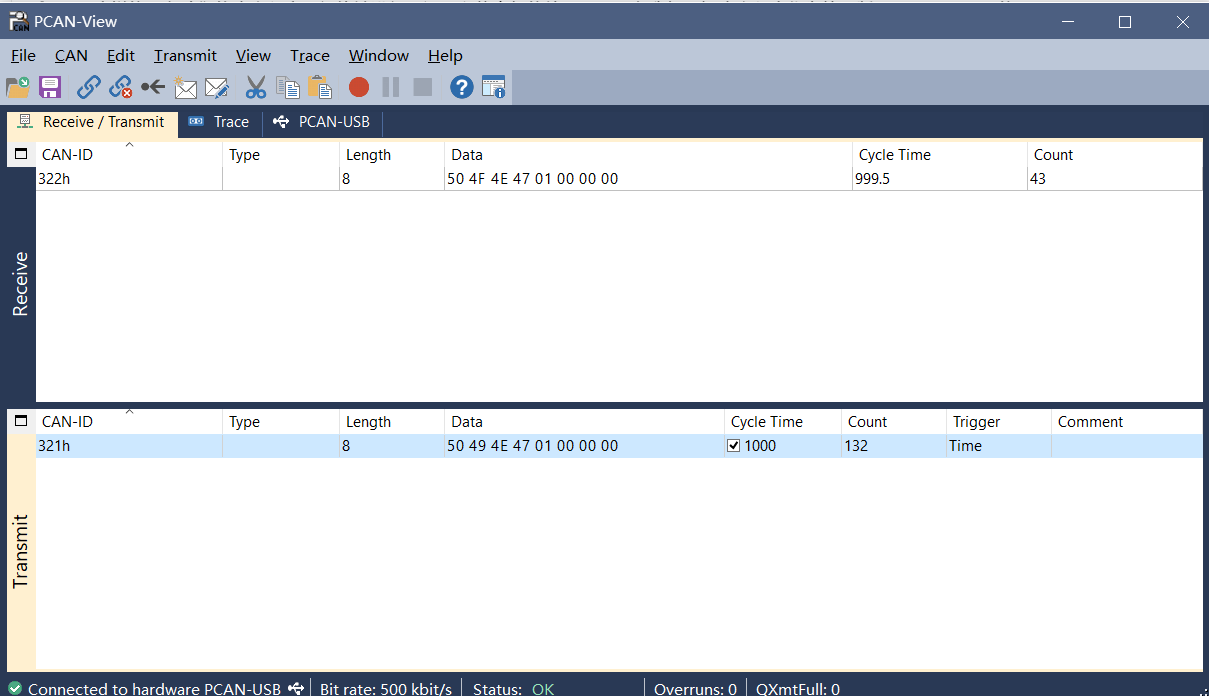 PCAN-View
File CAN Edit Transmit View Trace Window Help
Receive / Transmit Trace PCAN-USB
CAN-ID Type Length Data Cycle Time Count
322h 8 50 4F 4E 47 01 00 00 00 999.5 43
Receive
CAN-ID Type Length Data Cycle Time Count Trigger Comment
321h 8 50 49 4E 47 01 00 00 00 1000 132 Time
Transmit
Connected to hardware PCAN-USB Bit rate: 500 kbit/s Status: OK Overruns: 0 QXmtFull: 0